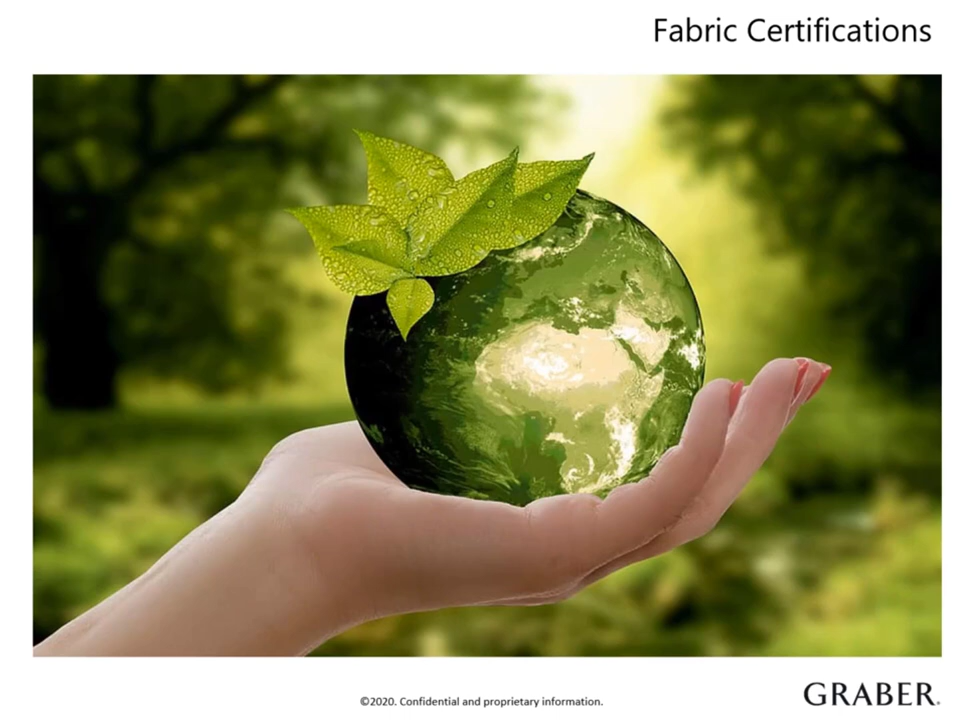 Fabric Certifications
©2020. Confidential and proprietary information.
GRABER.